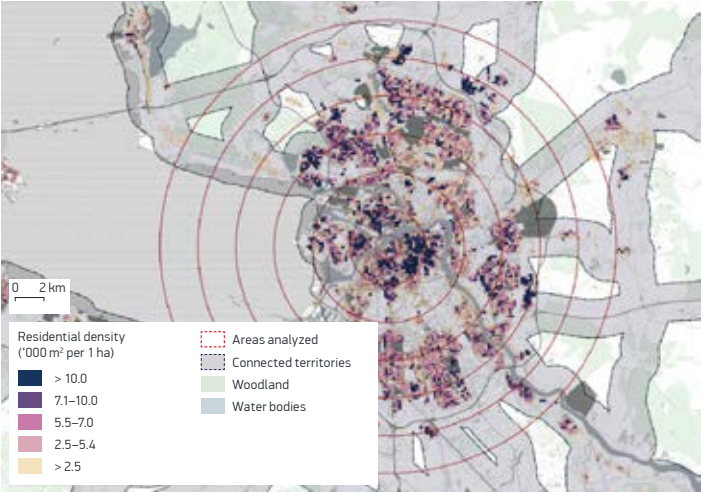 0 2 km
Residential density
('000 m² per 1 ha)
> 10.0
7.1–10.0
5.5–7.0
2.5–5.4
> 2.5
Areas analyzed
Connected territories
Woodland
Water bodies